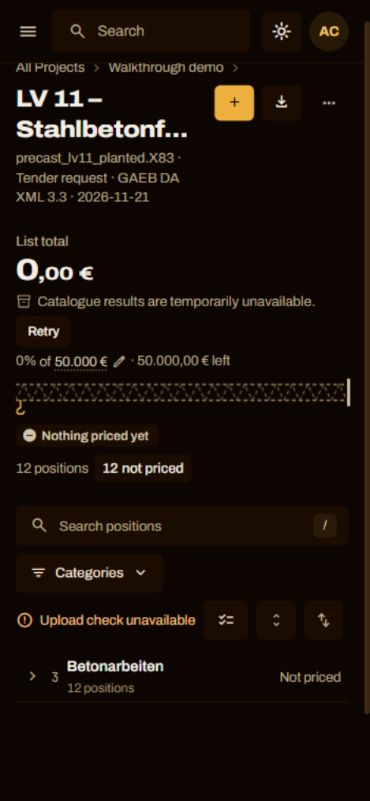 Search
AC
All Projects > Walkthrough demo >
LV 11 –
Stahlbetonf...
+
precast_lv11_planted.X83 ·
Tender request · GAEB DA
XML 3.3 · 2026-11-21
List total
0,00 €
Catalogue results are temporarily unavailable.
Retry
0% of 50.000 € · 50.000,00 € left
Nothing priced yet
12 positions 12 not priced
Search positions /
Categories
Upload check unavailable
3 Betonarbeiten Not priced
12 positions